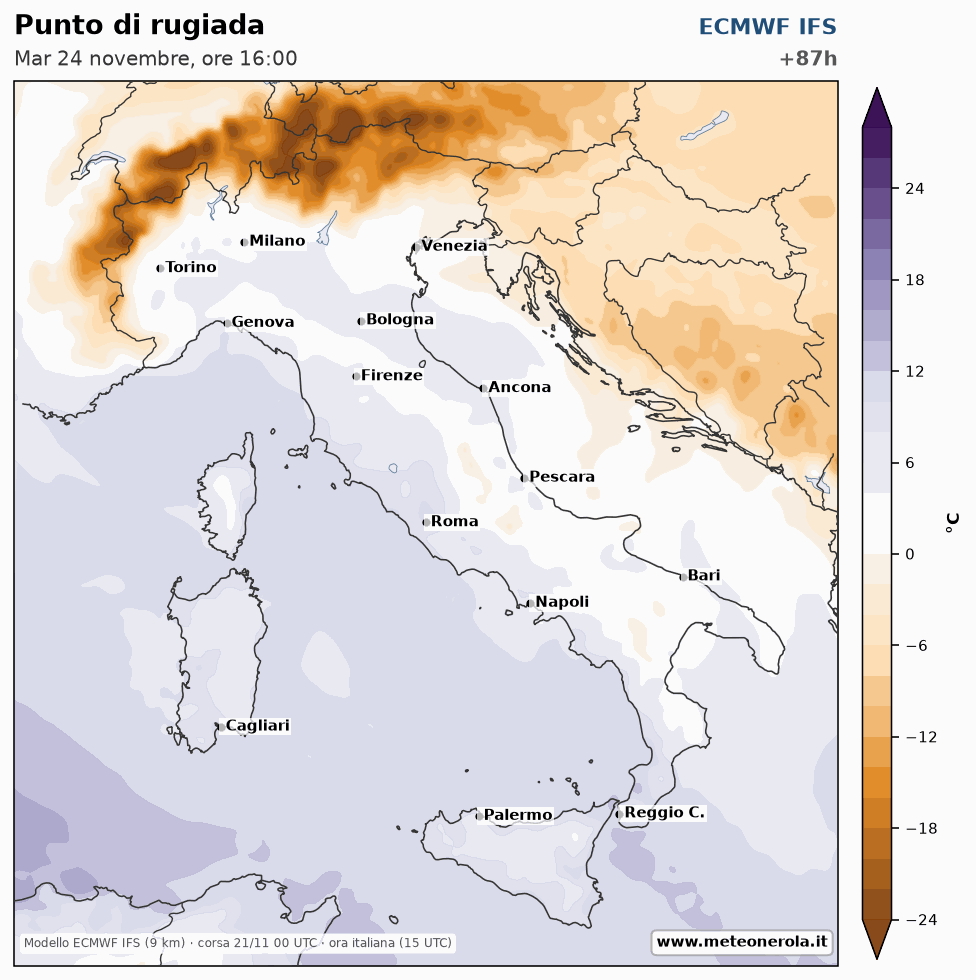 Punto di rugiada
ECMWF IFS
Mar 24 novembre, ore 16:00
+87h
Milano
Venezia
Torino
Genova
Bologna
Firenze
Ancona
Pescara
Roma
Bari
Napoli
Cagliari
Palermo
Reggio C.
24
18
12
6
0
−6
−12
−18
−24
°C
Modello ECMWF IFS (9 km) · corsa 21/11 00 UTC · ora italiana (15 UTC)
www.meteonerola.it